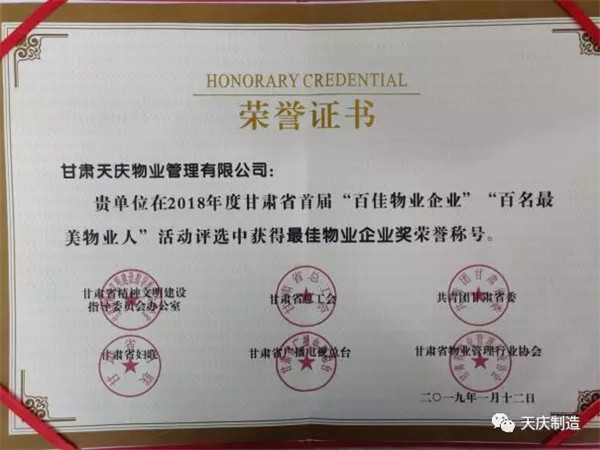 HONORARY CREDENTIAL
荣誉证书
甘肃天庆物业管理有限公司：
贵单位在2018年度甘肃省首届“百佳物业企业”“百名最
美物业人”活动评选中获得最佳物业企业奖荣誉称号。
甘肃省精神文明建设
指导委员会办公室
甘肃省总工会
共青团甘肃省委
甘肃省妇联
甘肃省广播电视总台
甘肃省物业管理行业协会
二〇一九年一月十二日
天庆制造